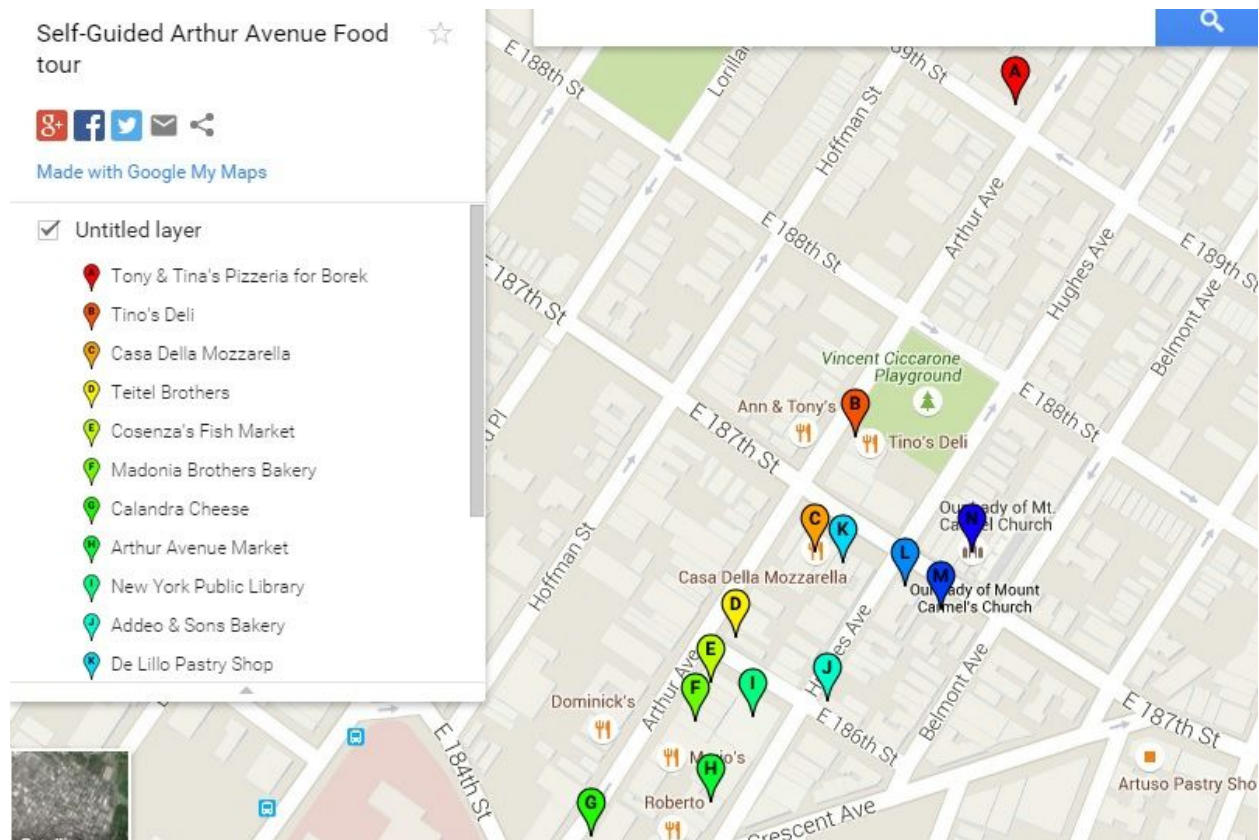 Self-Guided Arthur Avenue Food
tour
8+
Made with Google My Maps
Untitled layer
A Tony & Tina's Pizzeria for Borek
B Tino's Deli
C Casa Della Mozzarella
D Teitel Brothers
E Cosenza's Fish Market
F Madonia Brothers Bakery
G Calandra Cheese
H Arthur Avenue Market
I New York Public Library
J Addeo & Sons Bakery
K De Lillo Pastry Shop
E 188th St
Hoffman St
A
Arthur Ave
E 188th St
Hughes Ave
E 189th St
Belmont Ave
E 187th St
Vincent Ciccarone
Playground
Ann & Tony's
B
Tino's Deli
E 187th St
E 188th St
C
K
Casa Della Mozzarella
N
Our Lady of Mt.
Carmel Church
L
M
Our Lady of Mount
Carmel's Church
Hoffman St
D
E
F
I
J
Hughes Ave
Arthur Ave
Dominick's
E 186th St
Belmont Ave
E 187th St
E 184th St
Mario's
H
G
Roberto
Crescent Ave
Artuso Pastry Sho